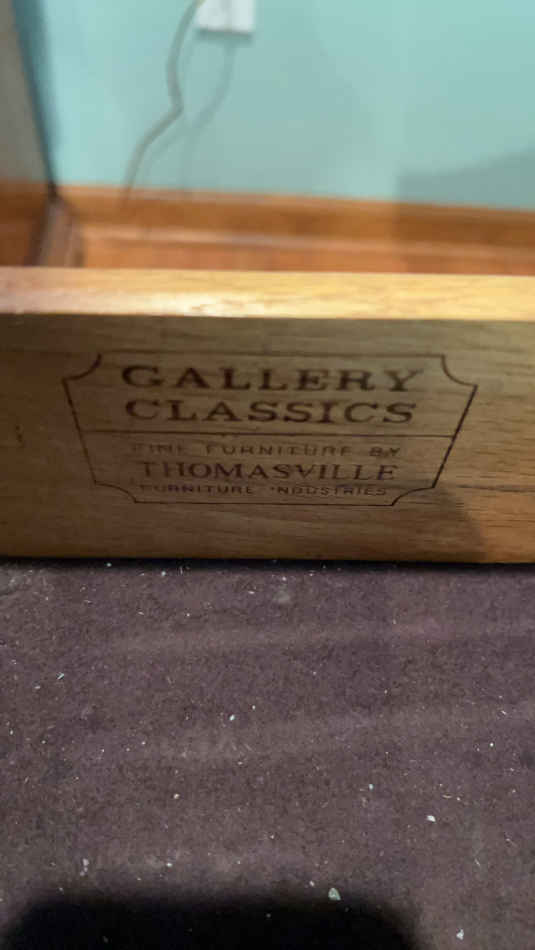 GALLERY
CLASSICS
FINE FURNITURE BY
THOMASVILLE
FURNITURE INDUSTRIES